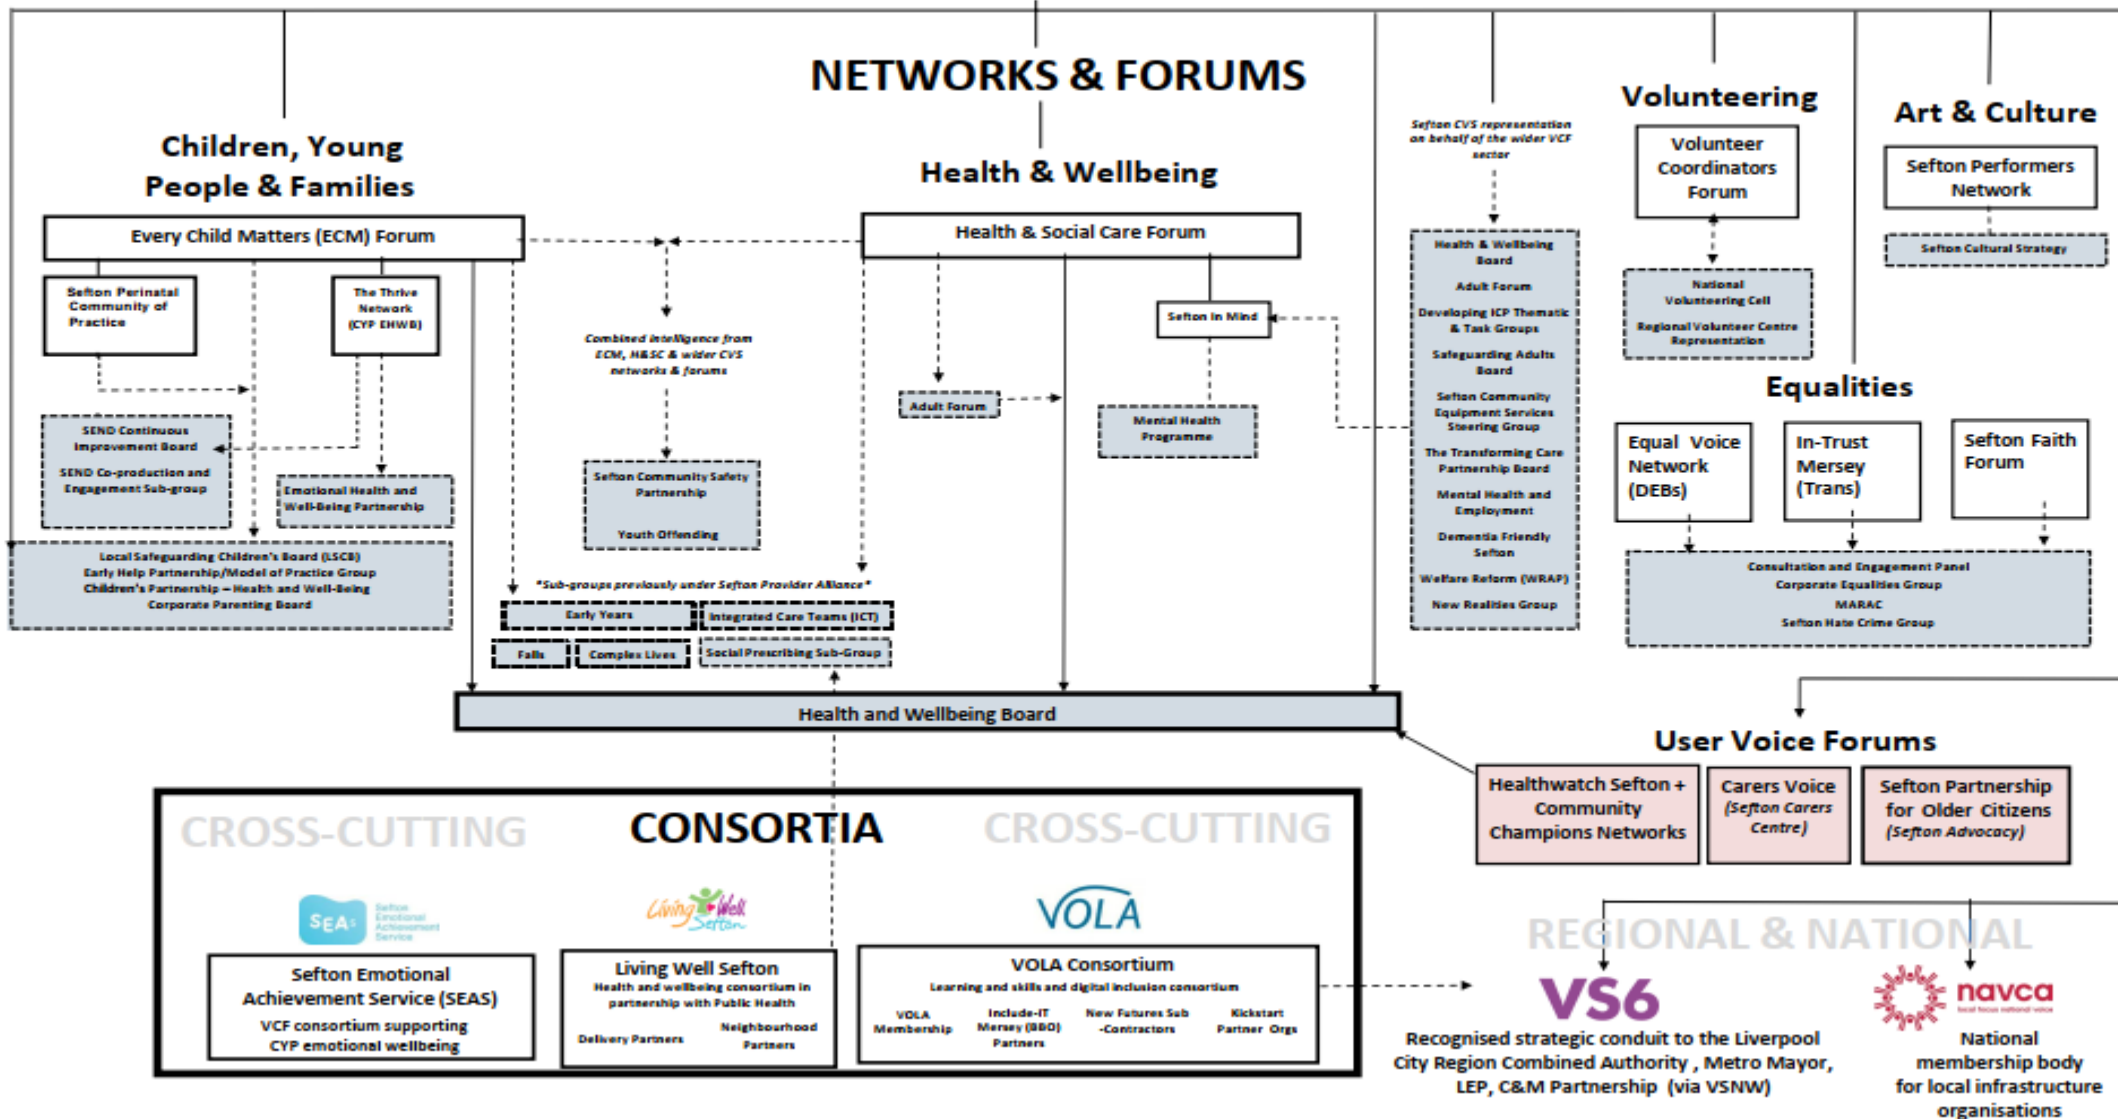 NETWORKS & FORUMS
Children, Young
People & Families
Every Child Matters (ECM) Forum
Sefton Perinatal
Community of
Practice
The Thrive
Network
(CYP EHWB)
SEND Continuous
Improvement Board
SEND Co-production and
Engagement Sub-group
Emotional Health and
Well-Being Partnership
Local Safeguarding Children's Board (LSCB)
Early Help Partnership/Model of Practice Group
Children's Partnership – Health and Well-Being
Corporate Parenting Board
Combined intelligence from
ECM, H&SC & wider CVS
networks & forums
Sefton Community Safety
Partnership
Youth Offending
Health & Wellbeing
Health & Social Care Forum
Sefton In Mind
Adult Forum
Mental Health
Programme
*Sub-groups previously under Sefton Provider Alliance*
Early Years
Integrated Care Teams (ICT)
Falls
Complex Lives
Social Prescribing Sub-Group
Health and Wellbeing Board
Sefton CVS representation
on behalf of the wider VCF
sector
Health & Wellbeing
Board
Adult Forum
Developing ICP Thematic
& Task Groups
Safeguarding Adults
Board
Sefton Community
Equipment Services
Steering Group
The Transforming Care
Partnership Board
Mental Health and
Employment
Dementia Friendly
Sefton
Welfare Reform (WRAP)
New Realities Group
Volunteering
Volunteer
Coordinators
Forum
National
Volunteering Cell
Regional Volunteer Centre
Representation
Art & Culture
Sefton Performers
Network
Sefton Cultural Strategy
Equalities
Equal Voice
Network
(DEBs)
In-Trust
Mersey
(Trans)
Sefton Faith
Forum
Consultation and Engagement Panel
Corporate Equalities Group
MARAC
Sefton Hate Crime Group
User Voice Forums
Healthwatch Sefton +
Community
Champions Networks
Carers Voice
(Sefton Carers
Centre)
Sefton Partnership
for Older Citizens
(Sefton Advocacy)
CROSS-CUTTING
CONSORTIA
CROSS-CUTTING
SEAs
Sefton
Emotional
Achievement
Service
Sefton Emotional
Achievement Service (SEAS)
VCF consortium supporting
CYP emotional wellbeing
Living Well
Sefton
Living Well Sefton
Health and wellbeing consortium in
partnership with Public Health
Delivery Partners
Neighbourhood
Partners
VOLA
VOLA Consortium
Learning and skills and digital inclusion consortium
VOLA
Membership
Include-IT
Mersey (BBO)
Partners
New Futures Sub
-Contractors
Kickstart
Partner Orgs
REGIONAL & NATIONAL
VS6
Recognised strategic conduit to the Liverpool
City Region Combined Authority , Metro Mayor,
LEP, C&M Partnership (via VSNW)
navca
local focus national voice
National
membership body
for local infrastructure
organisations